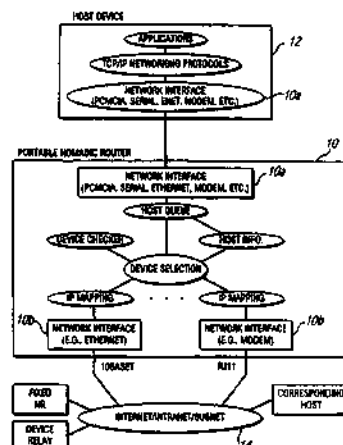 HOST DEVICE
12
APPLICATIONS
TCP/IP NETWORKING PROTOCOLS
NETWORK INTERFACE
(PCMCIA, SERIAL, ENET, MODEM, ETC.)
10a
PORTABLE NOMADIC ROUTER
10
NETWORK INTERFACE
(PCMCIA, SERIAL, ETHERNET, MODEM, ETC.)
10a
HOST QUEUE
DEVICE CHECKER
HOST INFO.
DEVICE SELECTION
IP MAPPING
. . .
IP MAPPING
10b
NETWORK INTERFACE
(E.G., ETHERNET)
NETWORK INTERFACE
(E.G., MODEM)
10b
10BASET
RJ11
FIXED
NR
CORRESPONDING
HOST
INTERNET/INTRANET/SUBNET
DEVICE
RELAY
14